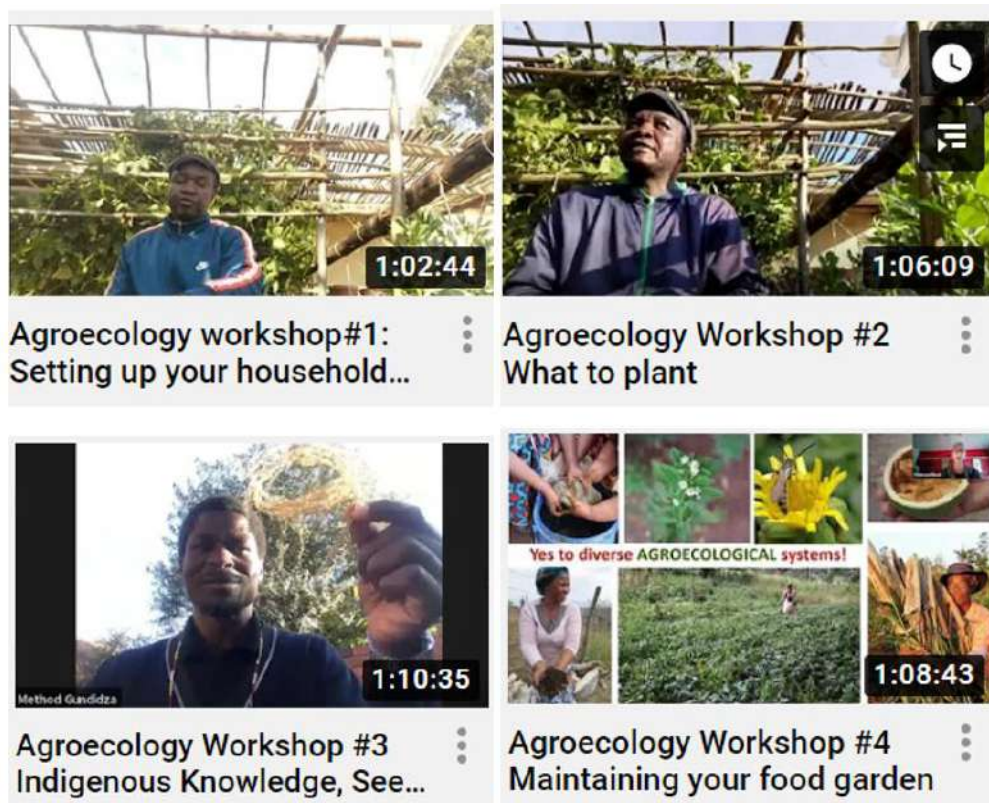 1:02:44
1:06:09
Agroecology workshop#1:
Setting up your household...
Agroecology Workshop #2
What to plant
Method Gundidza
1:10:35
Yes to diverse AGROECOLOGICAL systems!
1:08:43
Agroecology Workshop #3
Indigenous Knowledge, See...
Agroecology Workshop #4
Maintaining your food garden